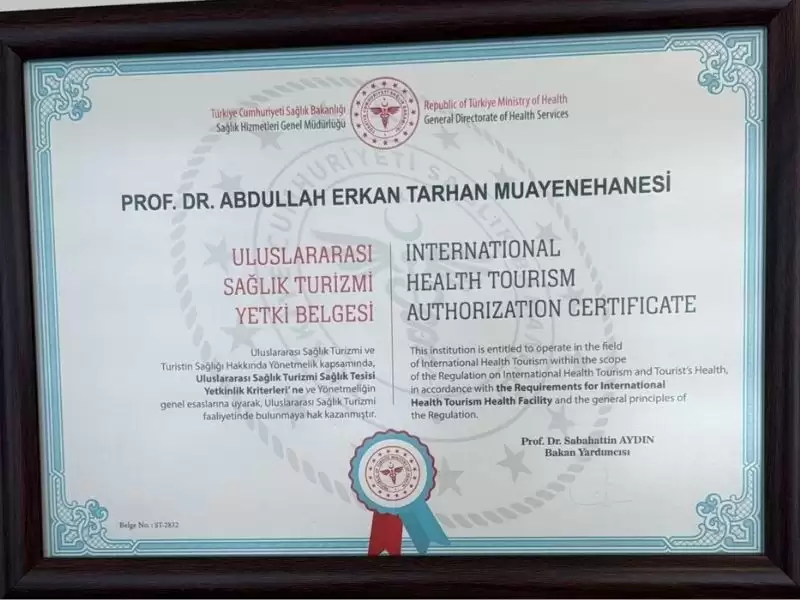 Türkiye Cumhuriyeti Sağlık Bakanlığı
Sağlık Hizmetleri Genel Müdürlüğü
Republic of Türkiye Ministry of Health
General Directorate of Health Services
PROF. DR. ABDULLAH ERKAN TARHAN MUAYENEHANESİ
ULUSLARARASI
SAĞLIK TURİZMİ
YETKİ BELGESİ
INTERNATIONAL
HEALTH TOURISM
AUTHORIZATION CERTIFICATE
Uluslararası Sağlık Turizmi ve
Turistin Sağlığı Hakkında Yönetmelik kapsamında,
Uluslararası Sağlık Turizmi Sağlık Tesisi
Yetkinlik Kriterleri' ne ve Yönetmeliğin
genel esaslarına uyarak, Uluslararası Sağlık Turizmi
faaliyetinde bulunmaya hak kazanmıştır.
This institution is entitled to operate in the field
of International Health Tourism within the scope
of the Regulation on International Health Tourism and Tourist's Health,
in accordance with the Requirements for International
Health Tourism Health Facility and the general principles of
the Regulation.
Prof. Dr. Sabahattin AYDIN
Bakan Yardımcısı
Belge No. : ST-2832